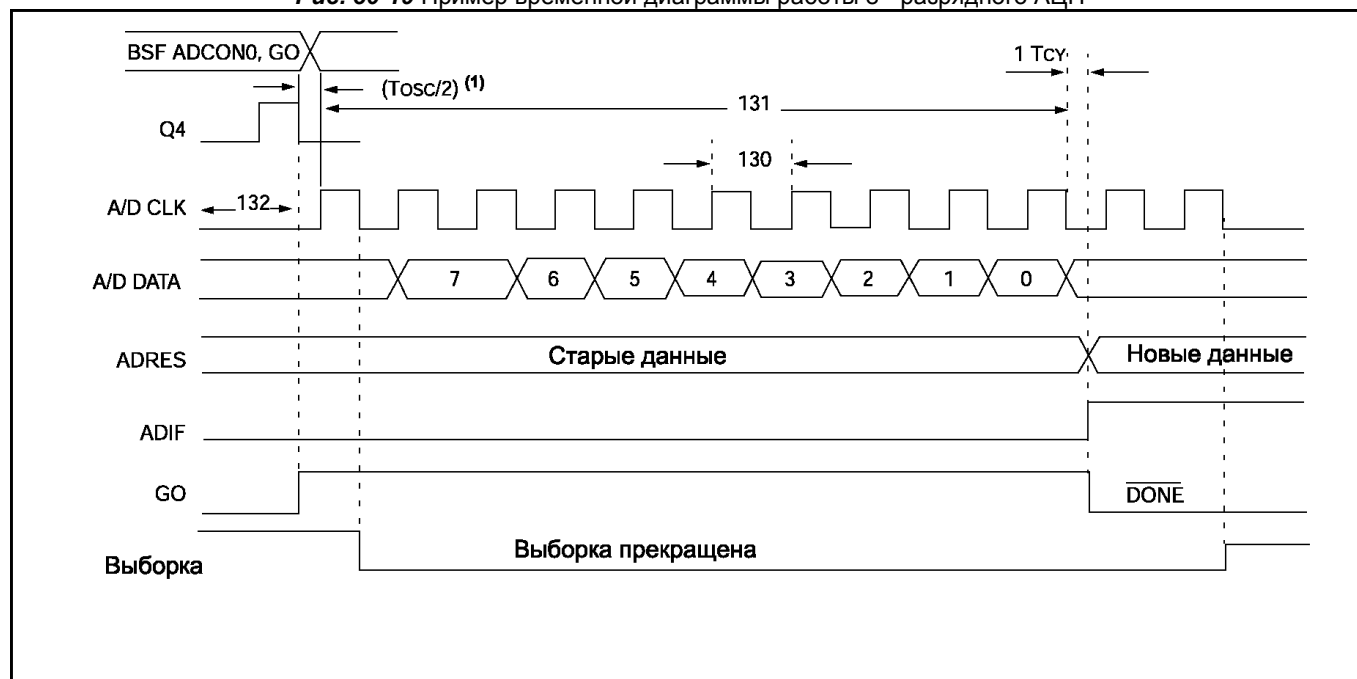 BSF ADCON0, GO
1 TCY
(TOSC/2) (1)
131
Q4
130
A/D CLK
132
A/D DATA
7 6 5 4 3 2 1 0
ADRES
Старые данные
Новые данные
ADIF
GO
DONE
Выборка прекращена
Выборка